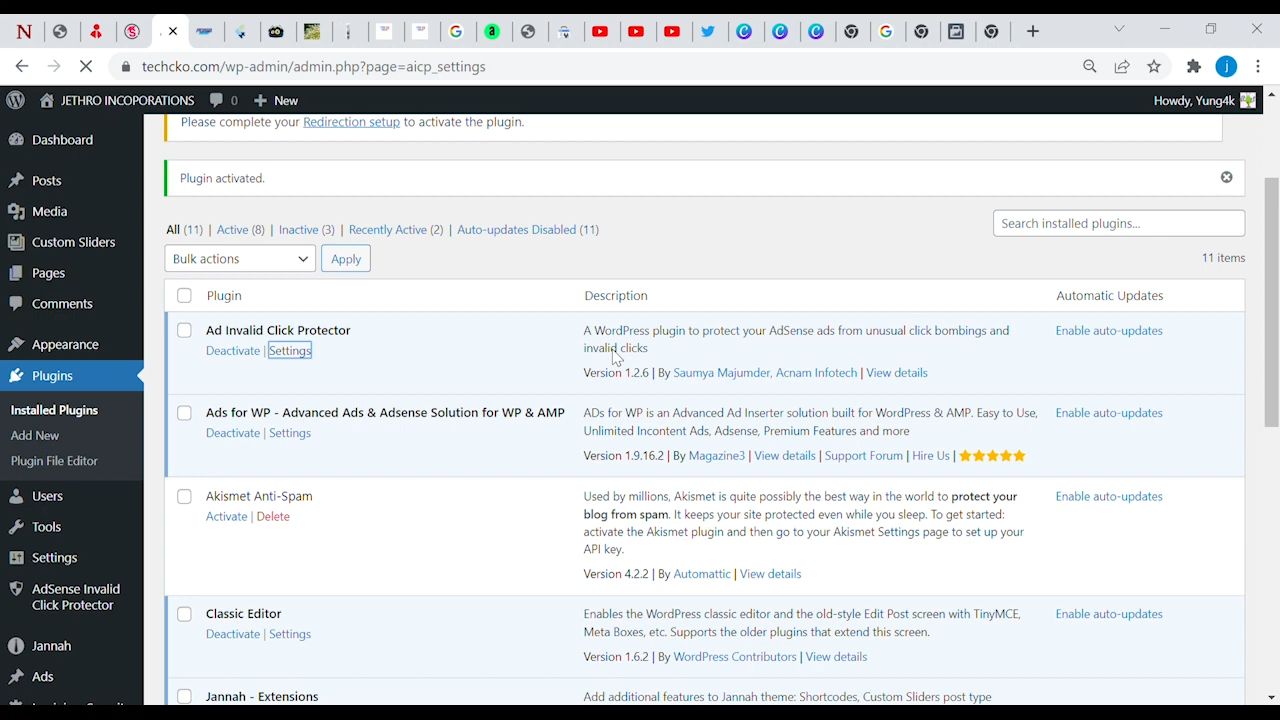 techcko.com/wp-admin/admin.php?page=aicp_settings
JETHRO INCOPORATIONS 0 New
Howdy, Yung4k
Dashboard
Posts
Media
Custom Sliders
Pages
Comments
Appearance
Plugins
Installed Plugins
Add New
Plugin File Editor
Users
Tools
Settings
AdSense Invalid
Click Protector
Jannah
Ads
Please complete your Redirection setup to activate the plugin.
Plugin activated.
All (11) | Active (8) | Inactive (3) | Recently Active (2) | Auto-updates Disabled (11)
Search installed plugins...
Bulk actions Apply
11 items
Plugin Description Automatic Updates
Ad Invalid Click Protector
Deactivate | Settings
A WordPress plugin to protect your AdSense ads from unusual click bombings and
invalid clicks
Version 1.2.6 | By Saumya Majumder, Acnam Infotech | View details
Enable auto-updates
Ads for WP - Advanced Ads & Adsense Solution for WP & AMP
Deactivate | Settings
ADs for WP is an Advanced Ad Inserter solution built for WordPress & AMP. Easy to Use,
Unlimited Incontent Ads, Adsense, Premium Features and more
Version 1.9.16.2 | By Magazine3 | View details | Support Forum | Hire Us |
Enable auto-updates
Akismet Anti-Spam
Activate | Delete
Used by millions, Akismet is quite possibly the best way in the world to protect your
blog from spam. It keeps your site protected even while you sleep. To get started:
activate the Akismet plugin and then go to your Akismet Settings page to set up your
API key.
Version 4.2.2 | By Automattic | View details
Enable auto-updates
Classic Editor
Deactivate | Settings
Enables the WordPress classic editor and the old-style Edit Post screen with TinyMCE,
Meta Boxes, etc. Supports the older plugins that extend this screen.
Version 1.6.2 | By WordPress Contributors | View details
Enable auto-updates
Jannah - Extensions
Add additional features to Jannah theme: Shortcodes, Custom Sliders post type